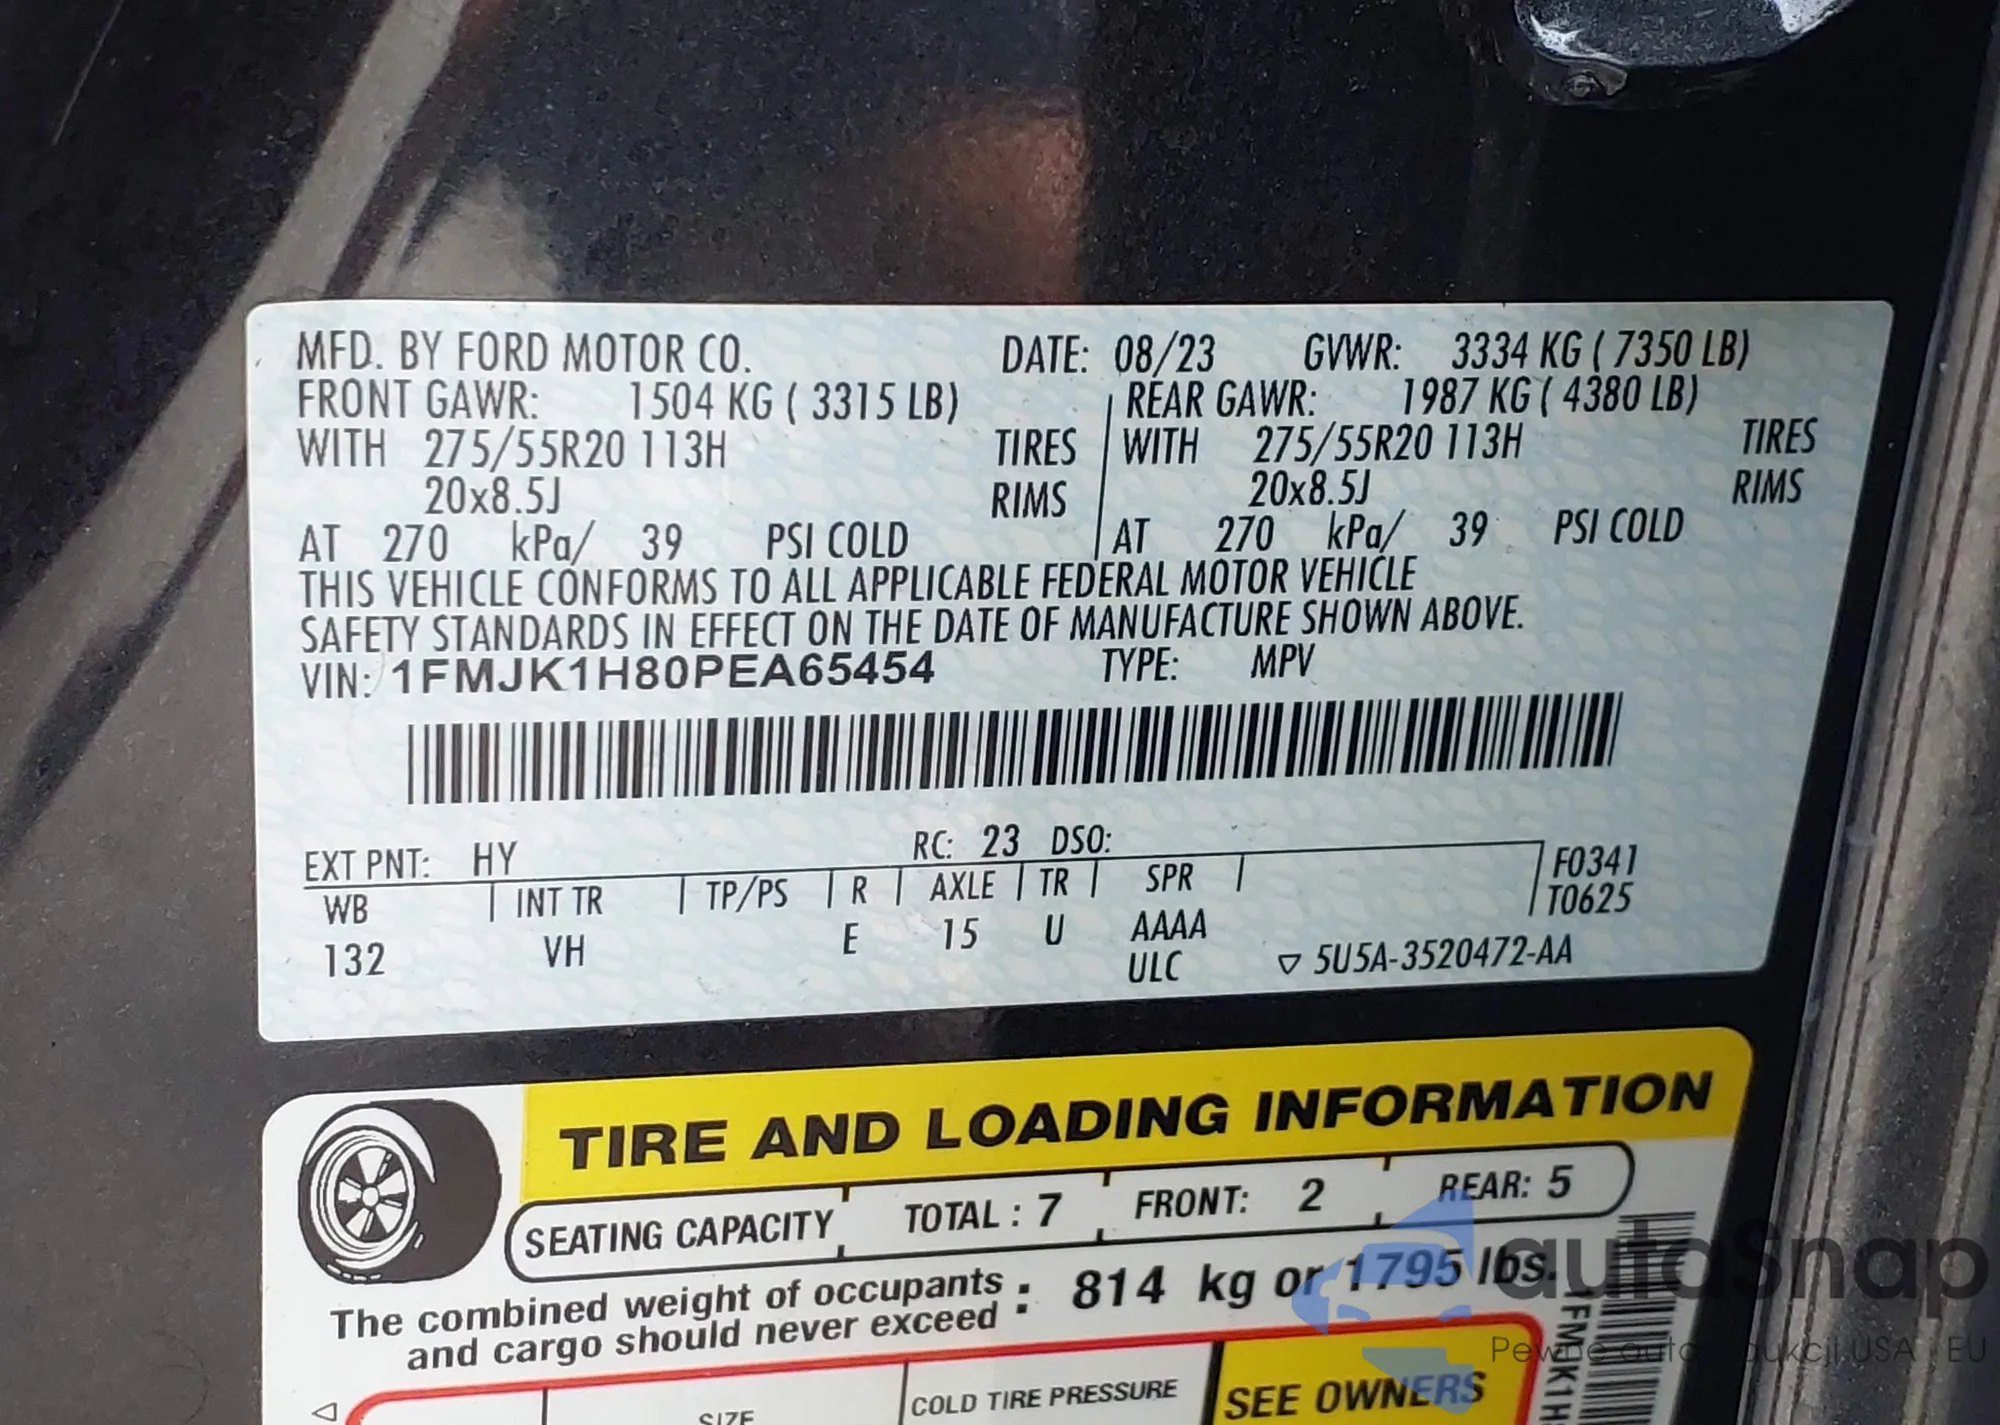 MFD. BY FORD MOTOR CO. DATE: 08/23 GVWR: 3334 KG ( 7350 LB)
FRONT GAWR: 1504 KG ( 3315 LB) REAR GAWR: 1987 KG ( 4380 LB)
WITH 275/55R20 113H TIRES WITH 275/55R20 113H TIRES
20x8.5J RIMS 20x8.5J RIMS
AT 270 kPa/ 39 PSI COLD AT 270 kPa/ 39 PSI COLD
THIS VEHICLE CONFORMS TO ALL APPLICABLE FEDERAL MOTOR VEHICLE
SAFETY STANDARDS IN EFFECT ON THE DATE OF MANUFACTURE SHOWN ABOVE.
VIN: 1FMJK1H80PEA65454 TYPE: MPV
EXT PNT: HY RC: 23 DSO:
WB INT TR TP/PS R AXLE TR SPR F0341
T0625
132 VH E 15 U AAAA
ULC ▽ 5U5A-3520472-AA
TIRE AND LOADING INFORMATION
SEATING CAPACITY TOTAL : 7 FRONT: 2 REAR: 5
The combined weight of occupants
and cargo should never exceed : 814 kg or 1795 lbs.
SIZE COLD TIRE PRESSURE SEE OWNERS
1FMJK1H
autoSnap